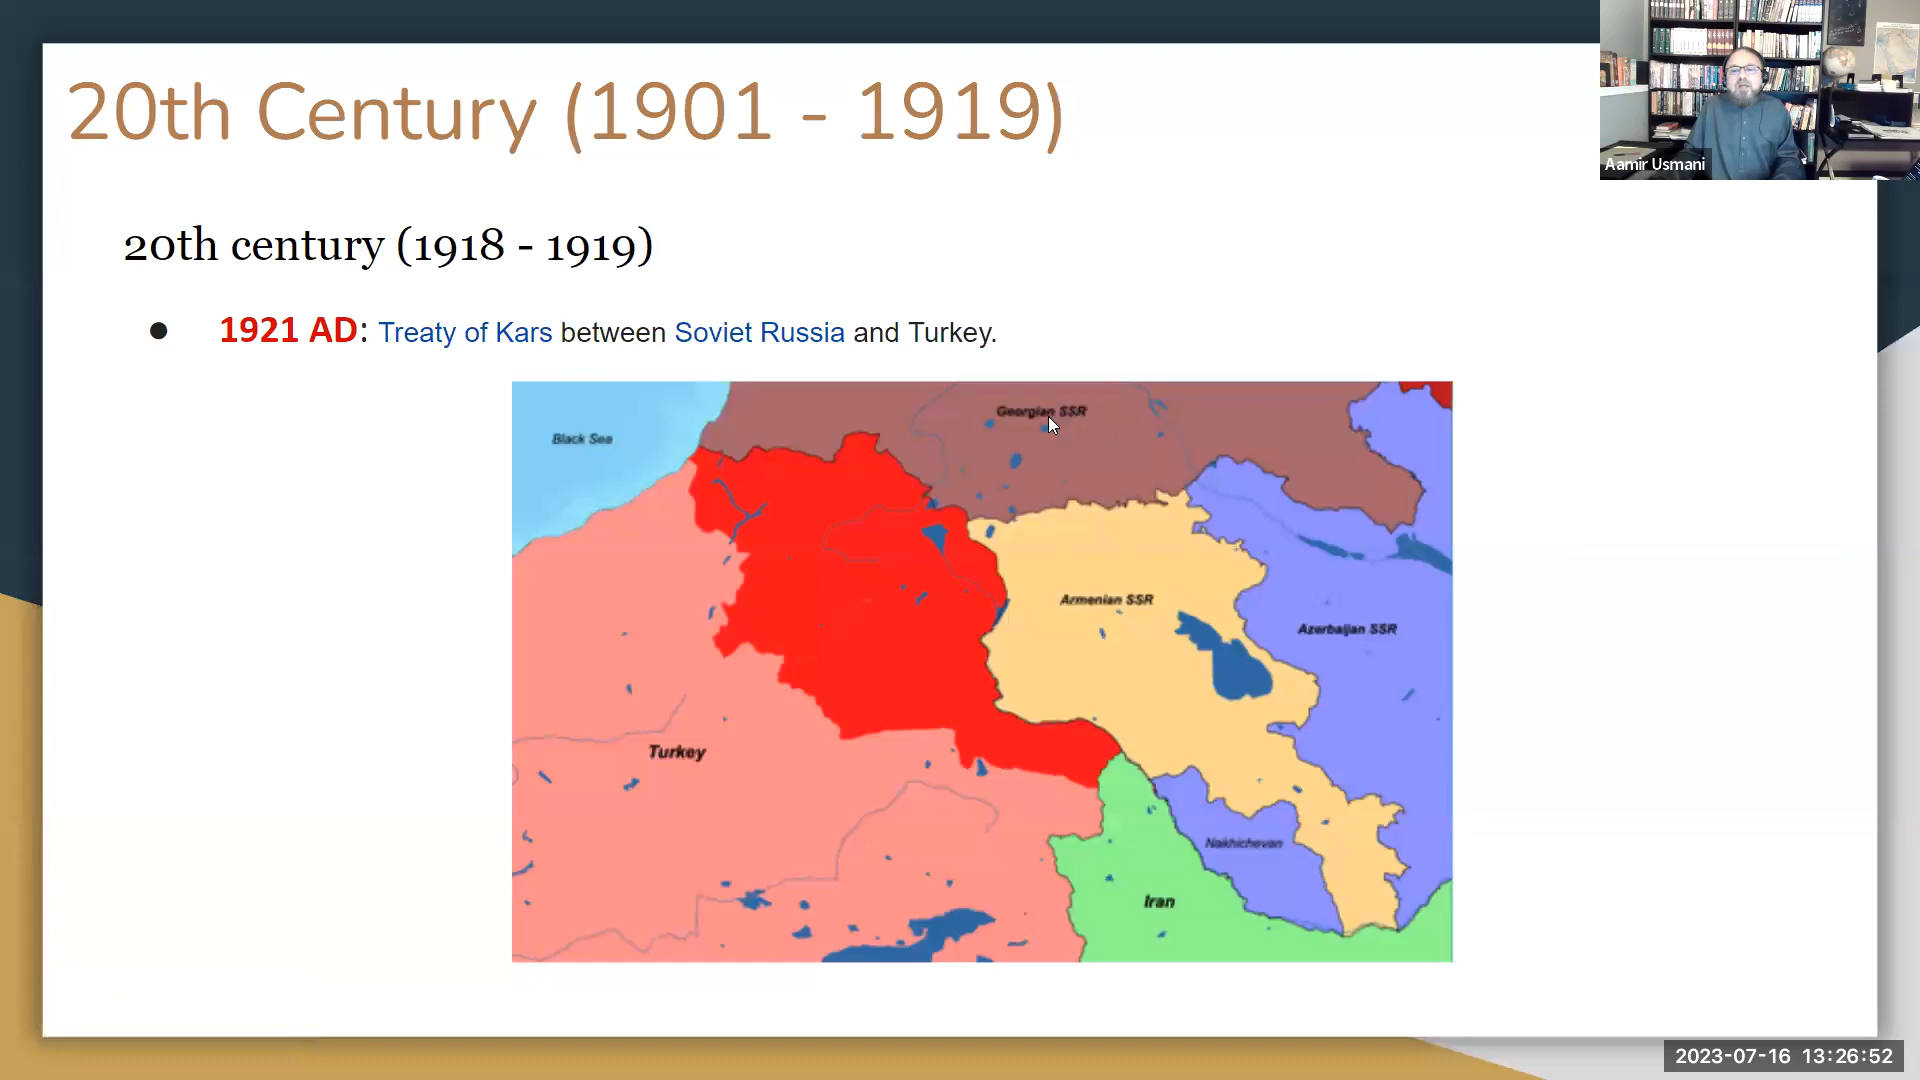 20th Century (1901 - 1919)
Aamir Usmani
20th century (1918 - 1919)
● 1921 AD: Treaty of Kars between Soviet Russia and Turkey.
Georgian SSR
Black Sea
Armenian SSR
Azerbaijan SSR
Turkey
Nakhichevan
Iran
2023-07-16 13:26:52